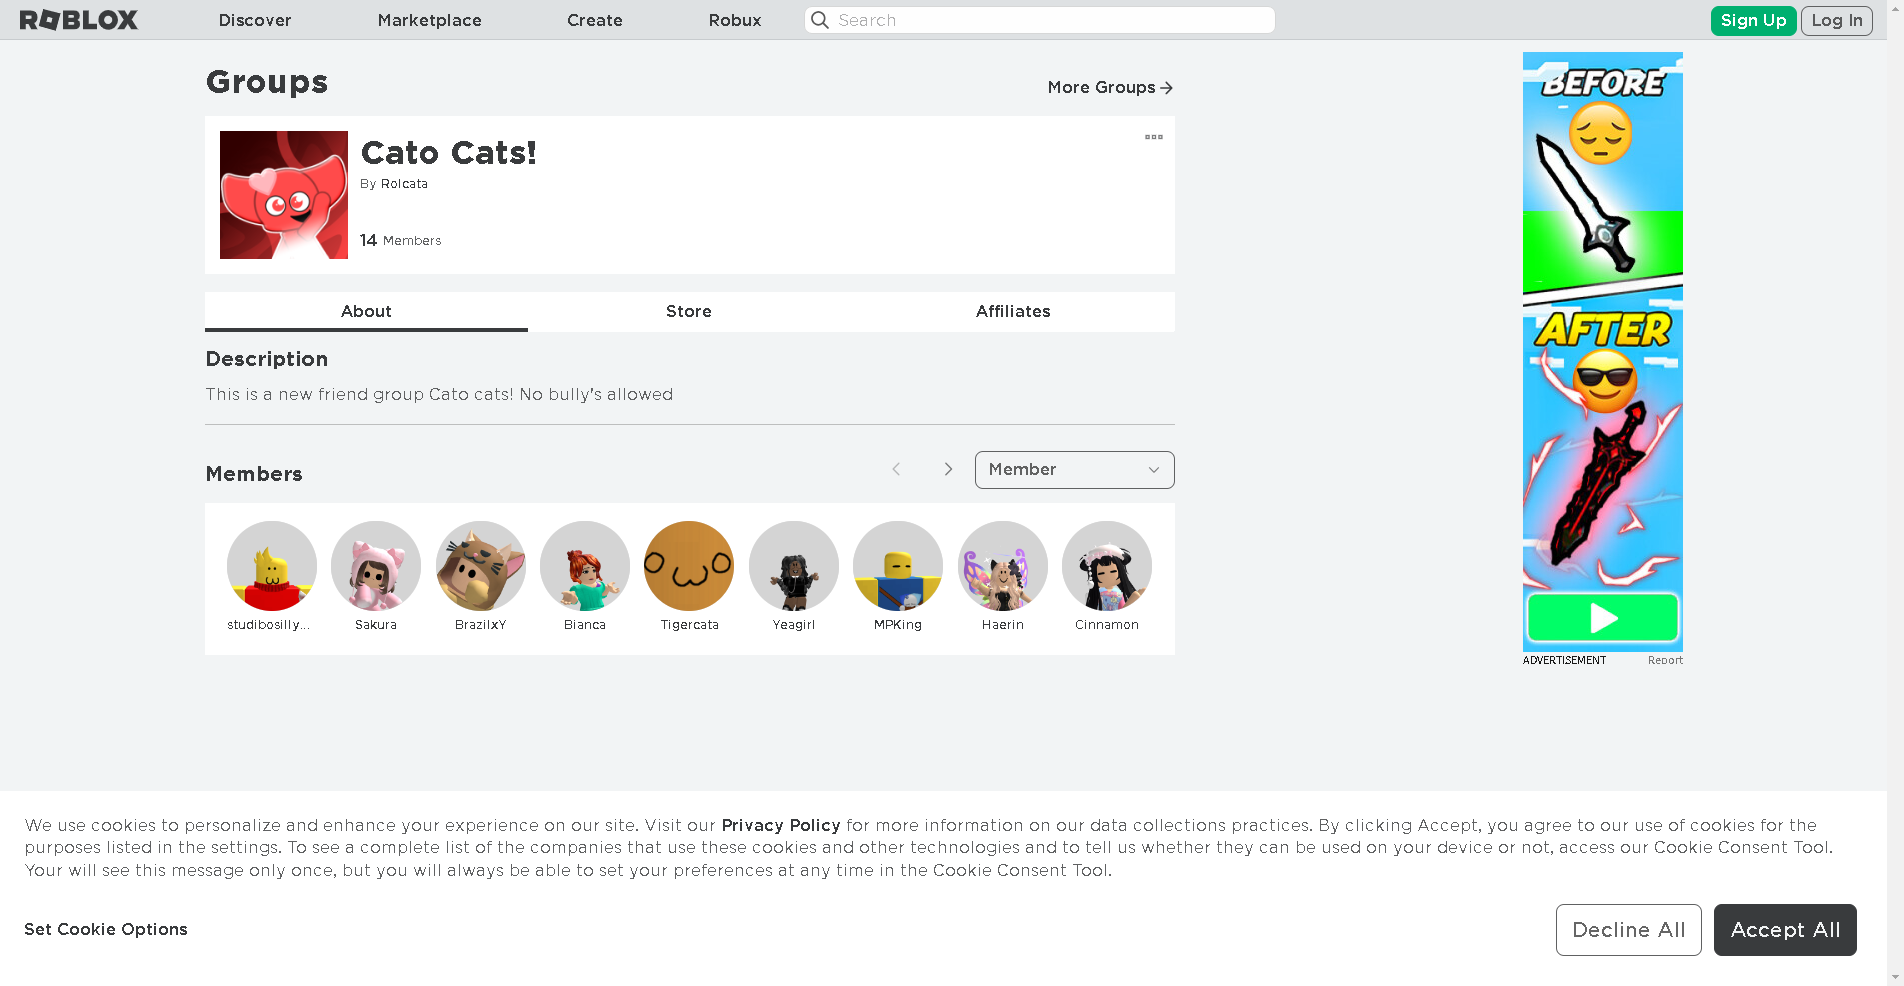 ROBLOX Discover Marketplace Create Robux Search Sign Up Log In
Groups
More Groups
Cato Cats!
By Rolcata
14 Members
About Store Affiliates
Description
This is a new friend group Cato cats! No bully's allowed
Members
Member
studibosilly... Sakura BrazilxY Bianca Tigercata Yeagirl MPKing Haerin Cinnamon
BEFORE
AFTER
ADVERTISEMENT Report
We use cookies to personalize and enhance your experience on our site. Visit our Privacy Policy for more information on our data collections practices. By clicking Accept, you agree to our use of cookies for the
purposes listed in the settings. To see a complete list of the companies that use these cookies and other technologies and to tell us whether they can be used on your device or not, access our Cookie Consent Tool.
Your will see this message only once, but you will always be able to set your preferences at any time in the Cookie Consent Tool.
Set Cookie Options
Decline All Accept All